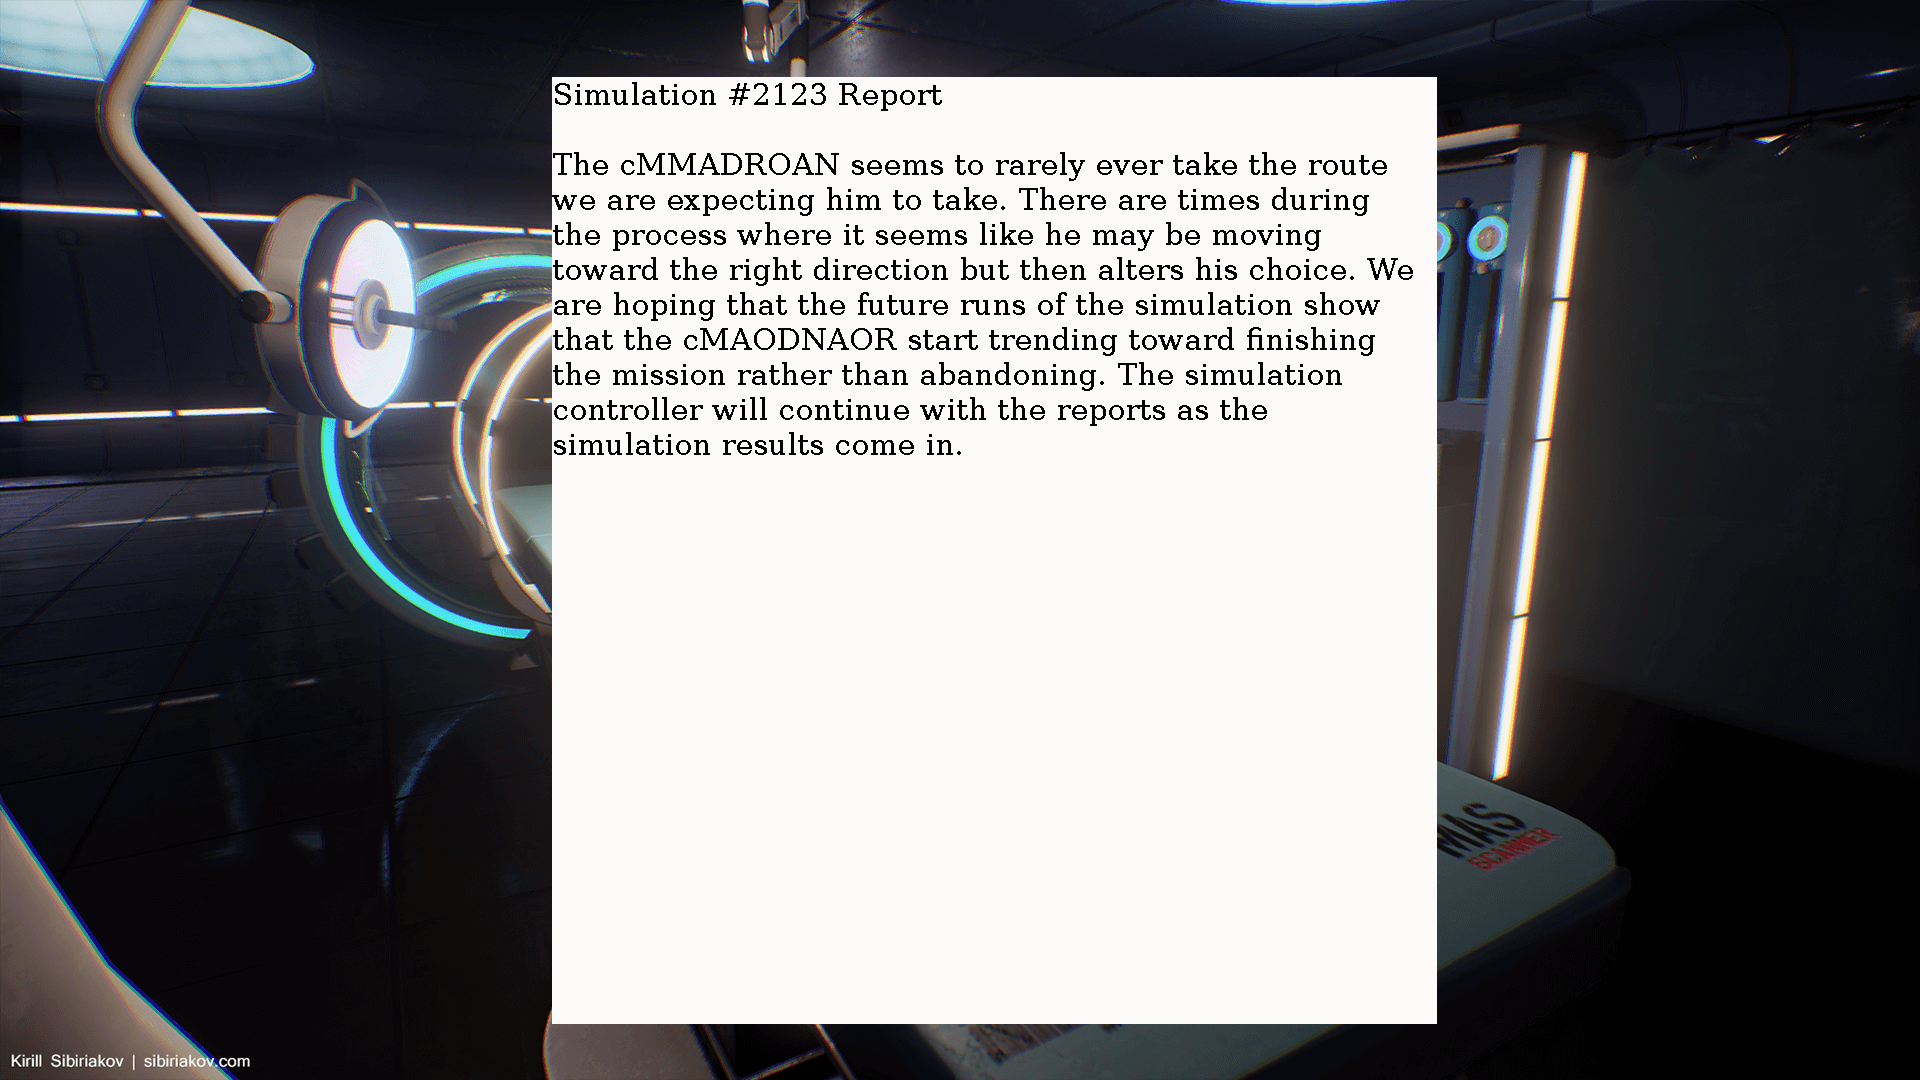 Simulation #2123 Report
The cMMADROAN seems to rarely ever take the route
we are expecting him to take. There are times during
the process where it seems like he may be moving
toward the right direction but then alters his choice. We
are hoping that the future runs of the simulation show
that the cMAODNAOR start trending toward finishing
the mission rather than abandoning. The simulation
controller will continue with the reports as the
simulation results come in.
MAS
SCANNER
Kirill Sibiriakov | sibiriakov.com